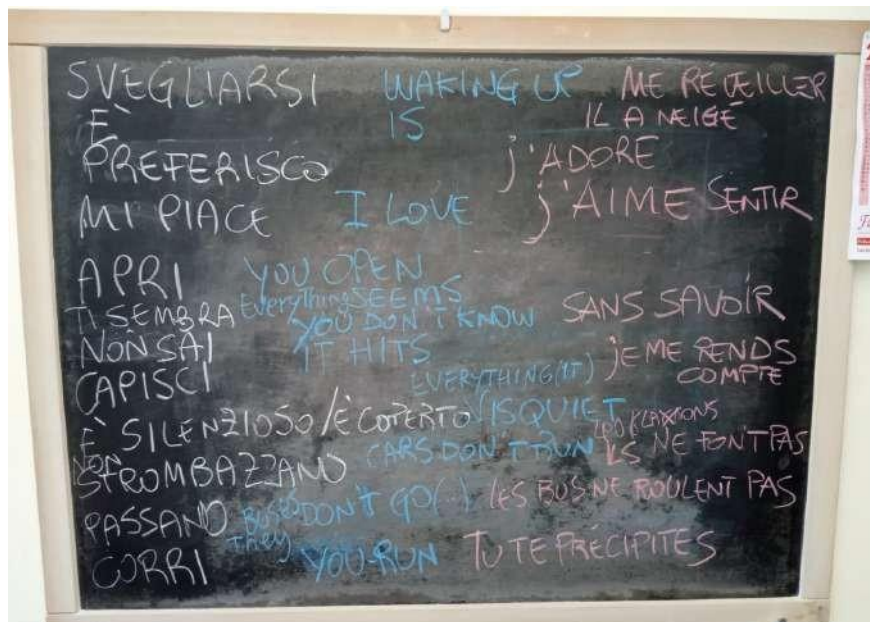 SVEGLIARSI WAKING UP ME RÉVEILLER
È IS IL A NEIGÉ
PREFERISCO J'ADORE
MI PIACE I LOVE J'AIME SENTIR
APRI YOU OPEN
TI SEMBRA EveRyThing SEEMS SANS SAVOIR
NON SAI YOU DON'T KNOW
CAPISCI IT HITS JE ME RENDS COMPTE
È SILENZIOSO / È COPERTO EVERYTHING (IT) IS QUIET LES KLAXONS
NON STROMBAZZANO CARS DON'T RUN ILS NE FONT PAS
PASSANO BUSES DON'T GO (..) LES BUS NE ROULENT PAS
THEY
CORRI YOU RUN TU TE PRÉCIPITES